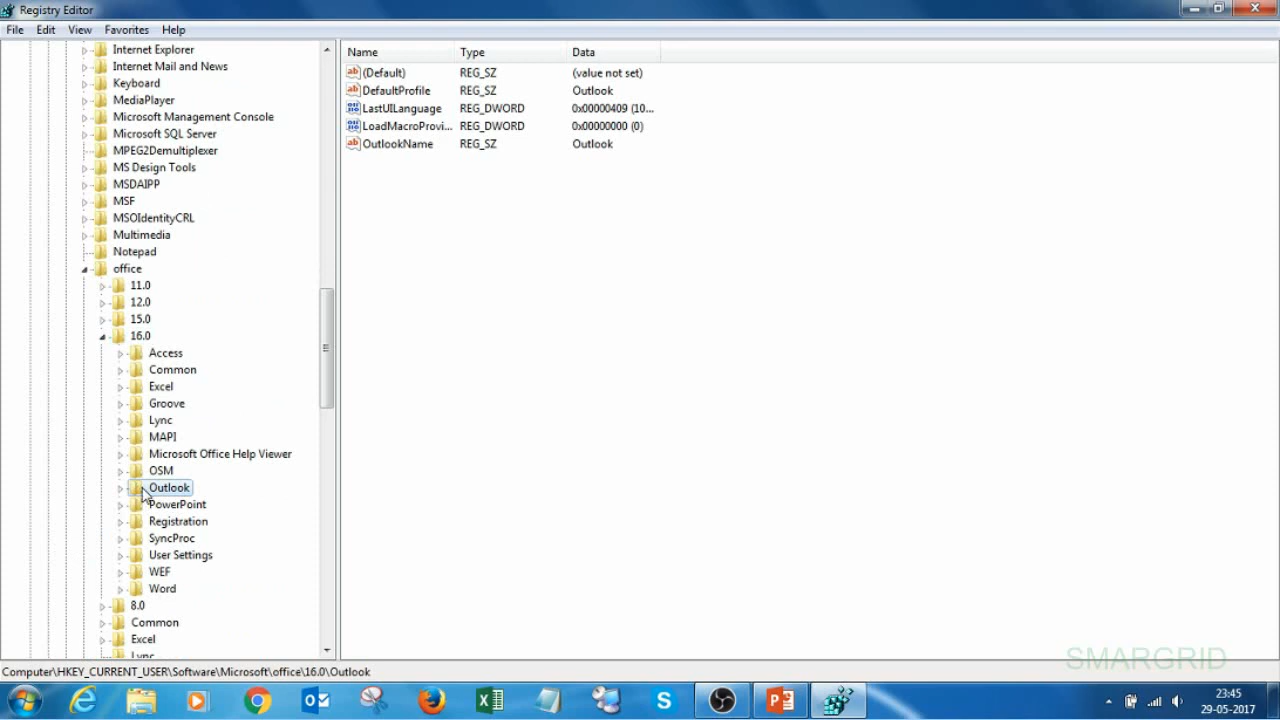 Registry Editor
File Edit View Favorites Help
Internet Explorer
Internet Mail and News
Keyboard
MediaPlayer
Microsoft Management Console
Microsoft SQL Server
MPEG2Demultiplexer
MS Design Tools
MSDAIPP
MSF
MSOIdentityCRL
Multimedia
Notepad
office
11.0
12.0
15.0
16.0
Access
Common
Excel
Groove
Lync
MAPI
Microsoft Office Help Viewer
OSM
Outlook
PowerPoint
Registration
SyncProc
User Settings
WEF
Word
8.0
Common
Excel
Lync
Name Type Data
(Default) REG_SZ (value not set)
DefaultProfile REG_SZ Outlook
LastUILanguage REG_DWORD 0x00000409 (10...
LoadMacroProvi... REG_DWORD 0x00000000 (0)
OutlookName REG_SZ Outlook
SMARGRID
Computer\HKEY_CURRENT_USER\Software\Microsoft\office\16.0\Outlook
23:45
29-05-2017